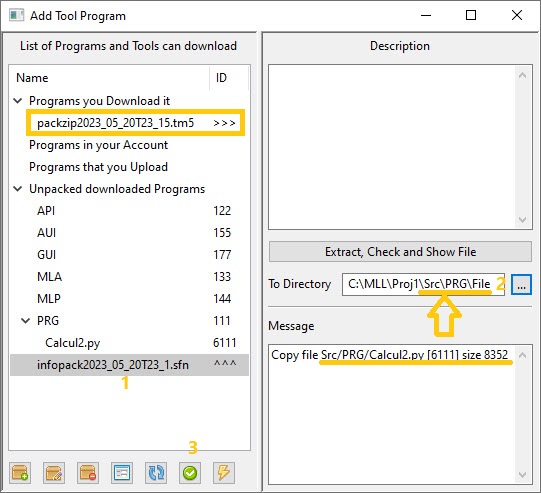 Add Tool Program
List of Programs and Tools can download
Name ID
Programs you Download it
packzip2023_05_20T23_15.tm5 >>>
Programs in your Account
Programs that you Upload
Unpacked downloaded Programs
API 122
AUI 155
GUI 177
MLA 133
MLP 144
PRG 111
Calcul2.py 6111
infopack2023_05_20T23_1.sfn ^^^
1
3
Description
Extract, Check and Show File
To Directory C:\MLL\Proj1\Src\PRG\File 2 ...
Message
Copy file Src/PRG/Calcul2.py [6111] size 8352